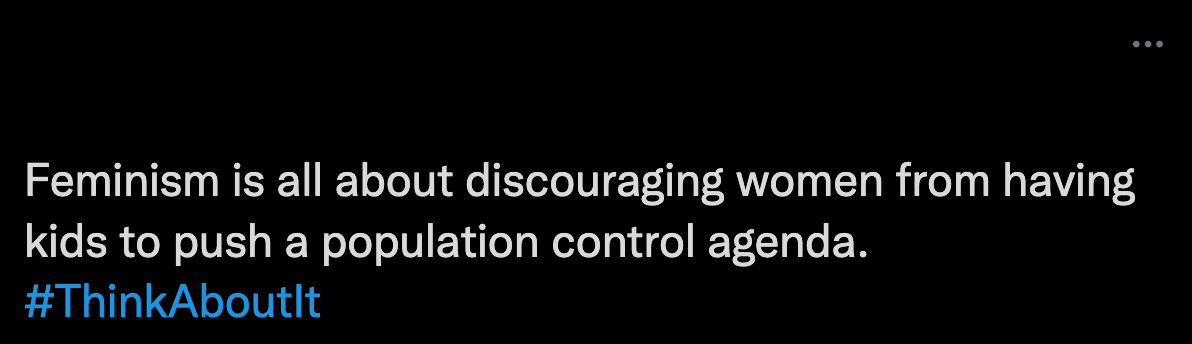 Feminism is all about discouraging women from having
kids to push a population control agenda.
#ThinkAboutIt